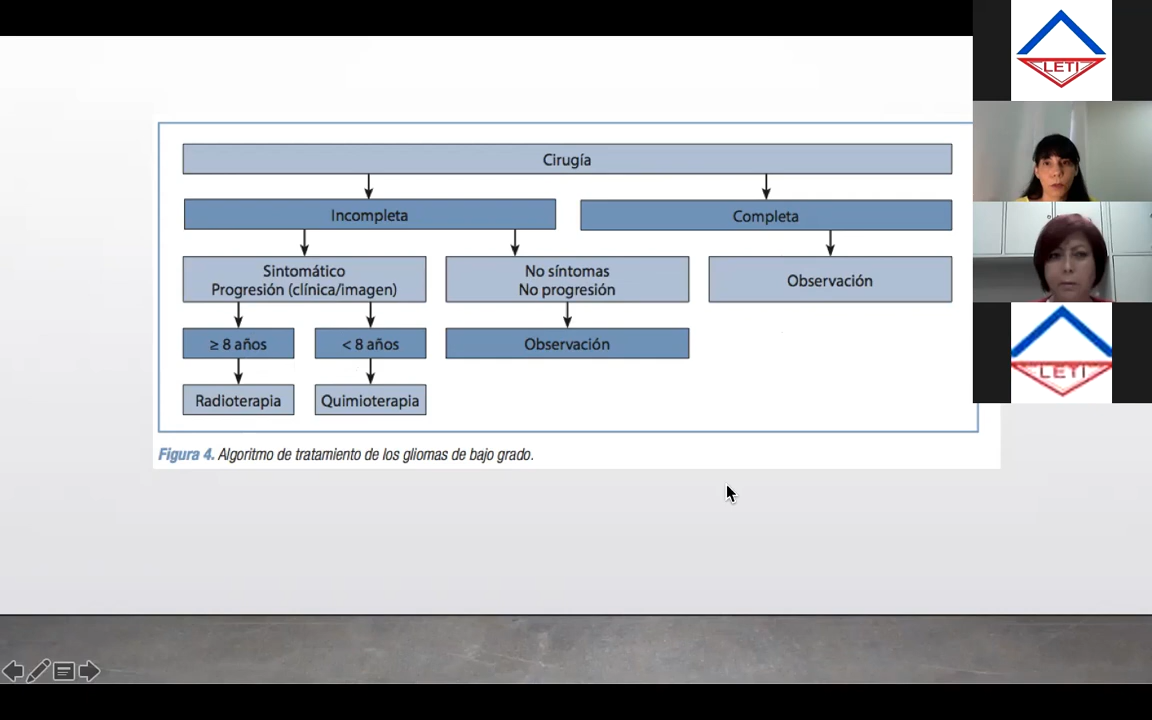 LETI
Cirugía
Incompleta
Completa
Sintomático
Progresión (clínica/imagen)
No síntomas
No progresión
Observación
≥ 8 años
< 8 años
Observación
Radioterapia
Quimioterapia
Figura 4. Algoritmo de tratamiento de los gliomas de bajo grado.
LETI